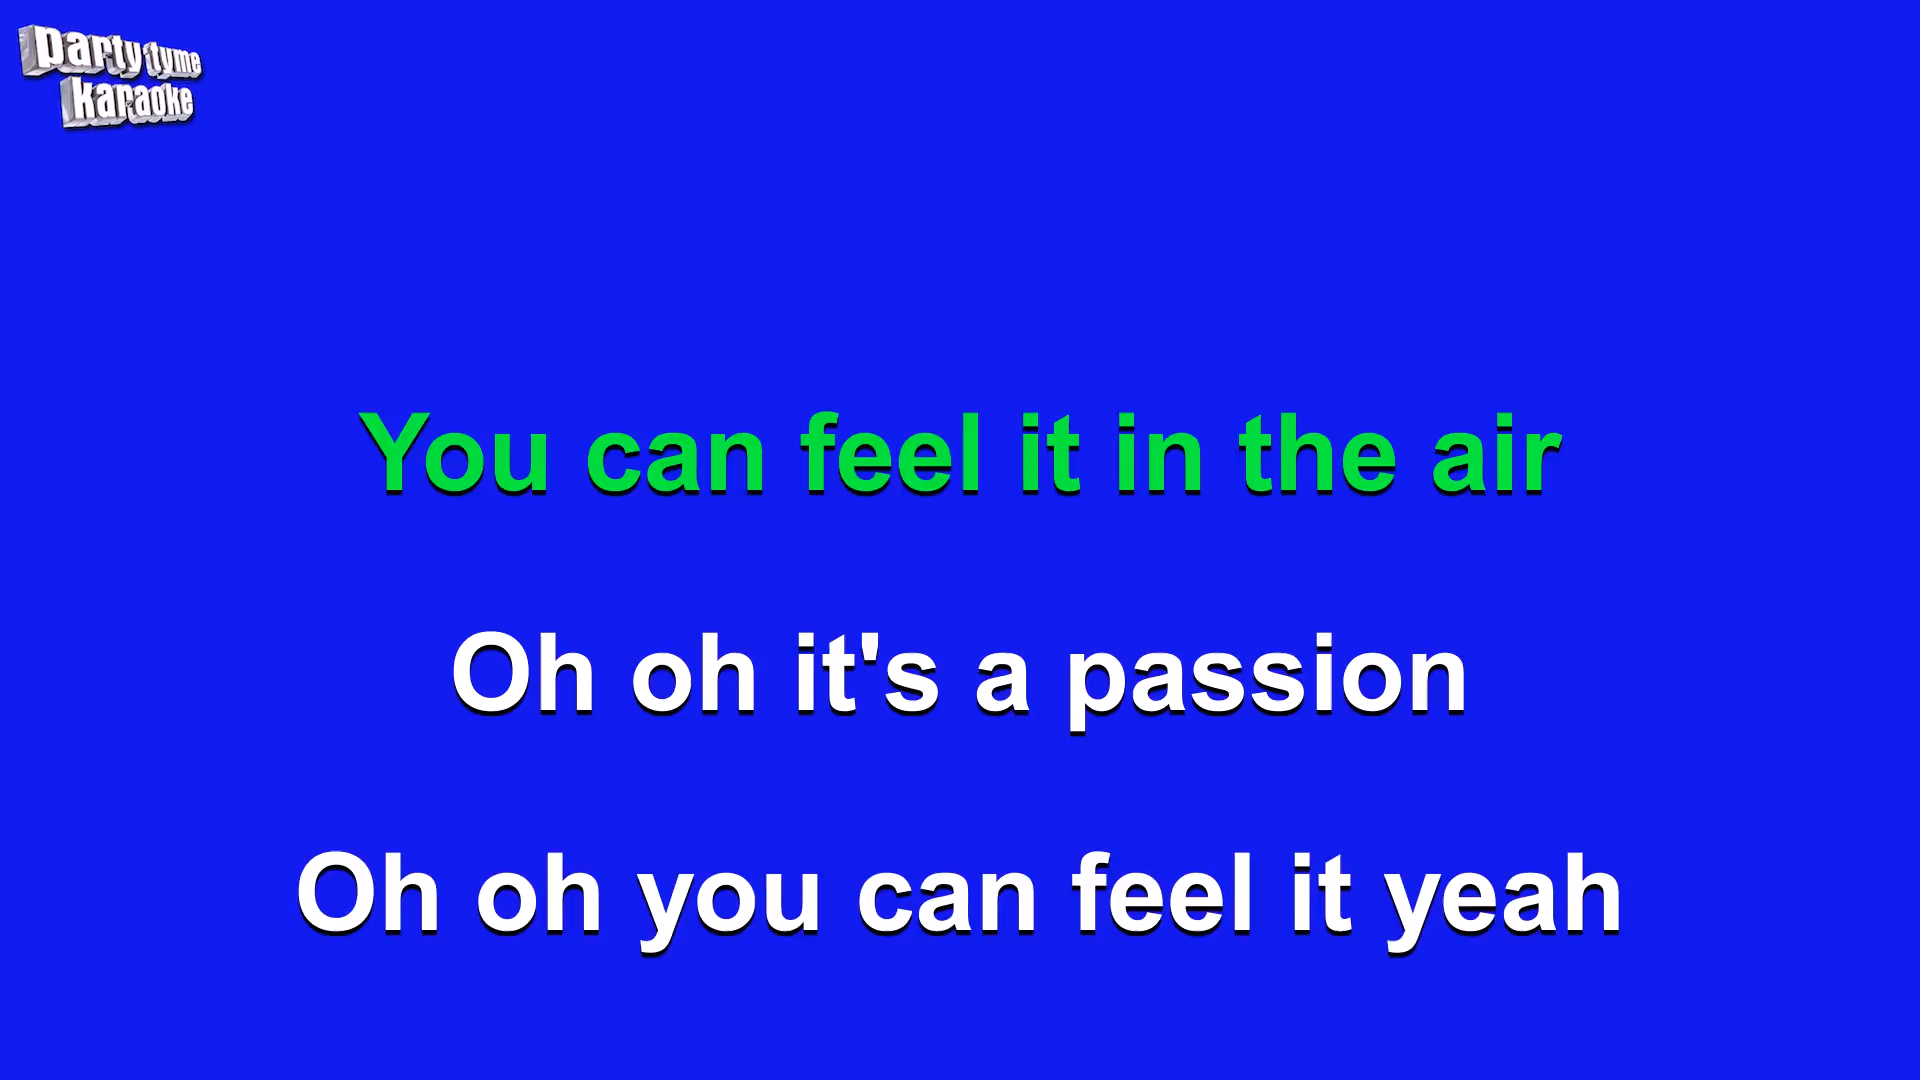 party tyme
karaoke
You can feel it in the air
Oh oh it's a passion
Oh oh you can feel it yeah